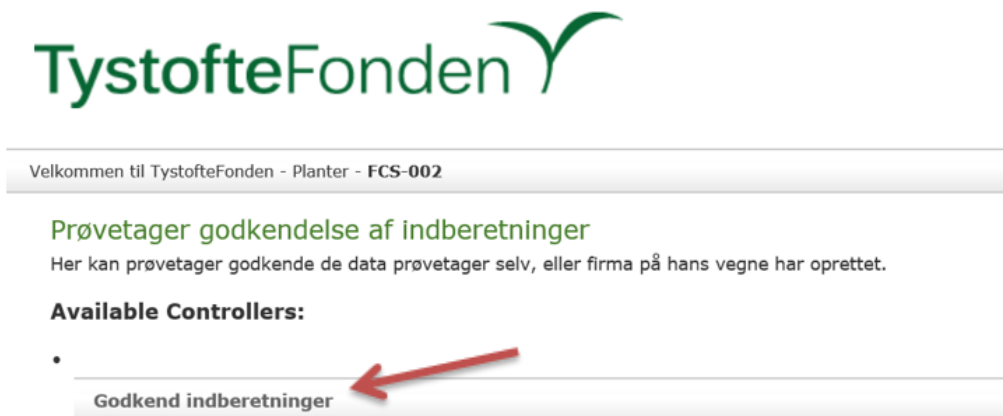 TystofteFonden
Velkommen til TystofteFonden - Planter - FCS-002
Prøvetager godkendelse af indberetninger
Her kan prøvetager godkende de data prøvetager selv, eller firma på hans vegne har oprettet.
Available Controllers:
•
Godkend indberetninger